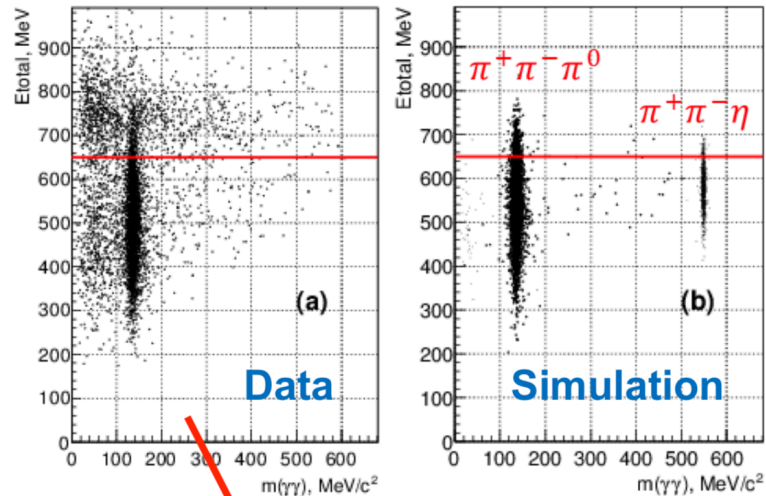 Etotal, MeV
900
800
700
600
500
400
300
200
100
0
(a)
Data
0 100 200 300 400 500 600
m(γγ), MeV/c²
Etotal, MeV
900
800
700
600
500
400
300
200
100
0
π⁺π⁻π⁰
π⁺π⁻η
(b)
Simulation
0 100 200 300 400 500 600
m(γγ), MeV/c²